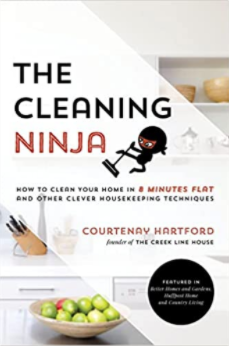 THE
CLEANING
NINJA
HOW TO CLEAN YOUR HOME IN 8 MINUTES FLAT
AND OTHER CLEVER HOUSEKEEPING TECHNIQUES
COURTENAY HARTFORD
founder of THE CREEK LINE HOUSE
FEATURED IN
Better Homes and Gardens,
HuffPost Home
and Country Living